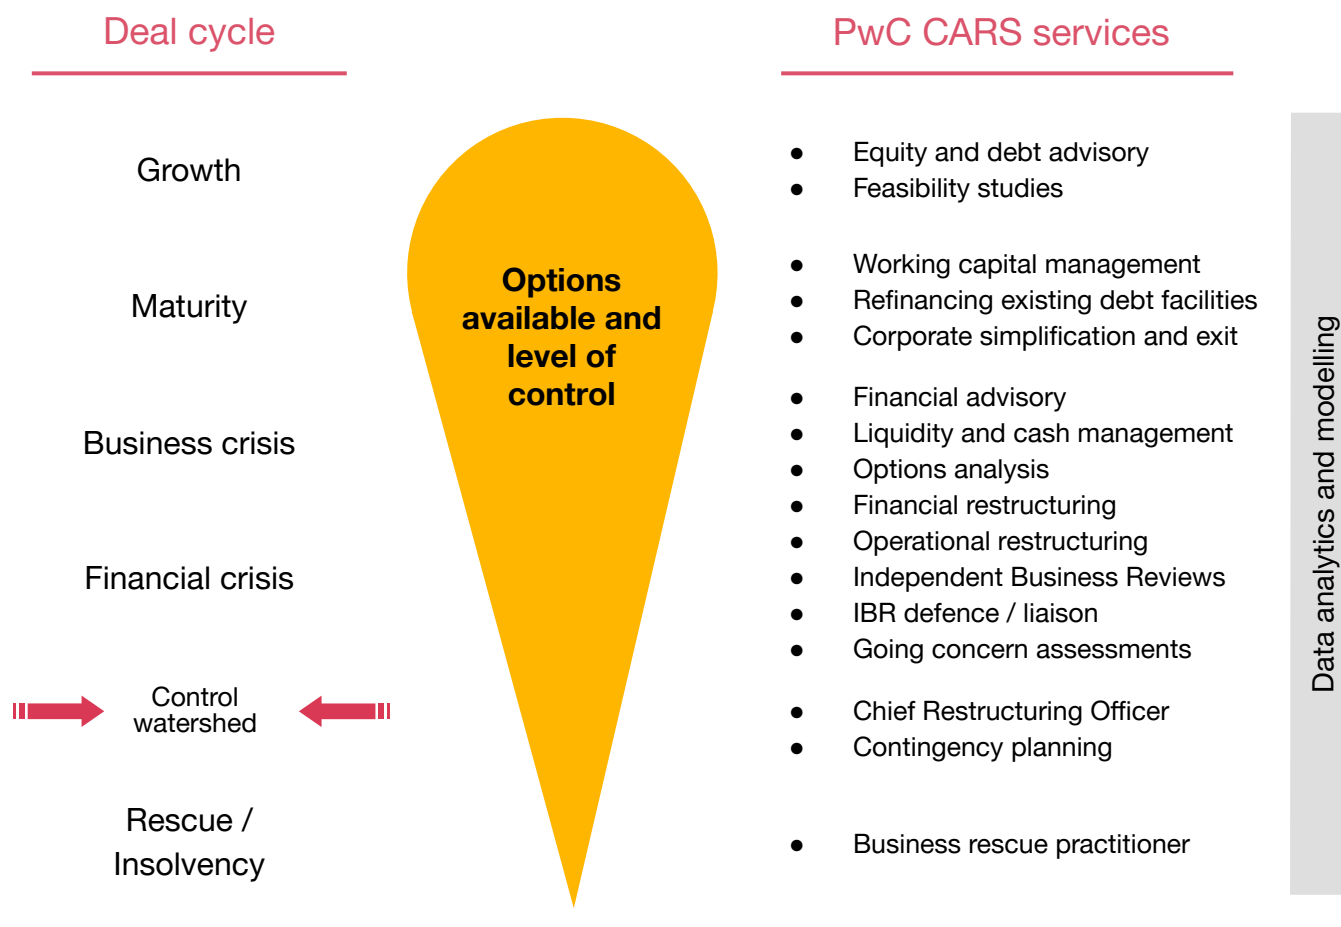 Deal cycle
PwC CARS services
Growth
Maturity
Business crisis
Financial crisis
Control
watershed
Rescue /
Insolvency
Options
available and
level of
control
● Equity and debt advisory
● Feasibility studies
● Working capital management
● Refinancing existing debt facilities
● Corporate simplification and exit
● Financial advisory
● Liquidity and cash management
● Options analysis
● Financial restructuring
● Operational restructuring
● Independent Business Reviews
● IBR defence / liaison
● Going concern assessments
● Chief Restructuring Officer
● Contingency planning
● Business rescue practitioner
Data analytics and modelling